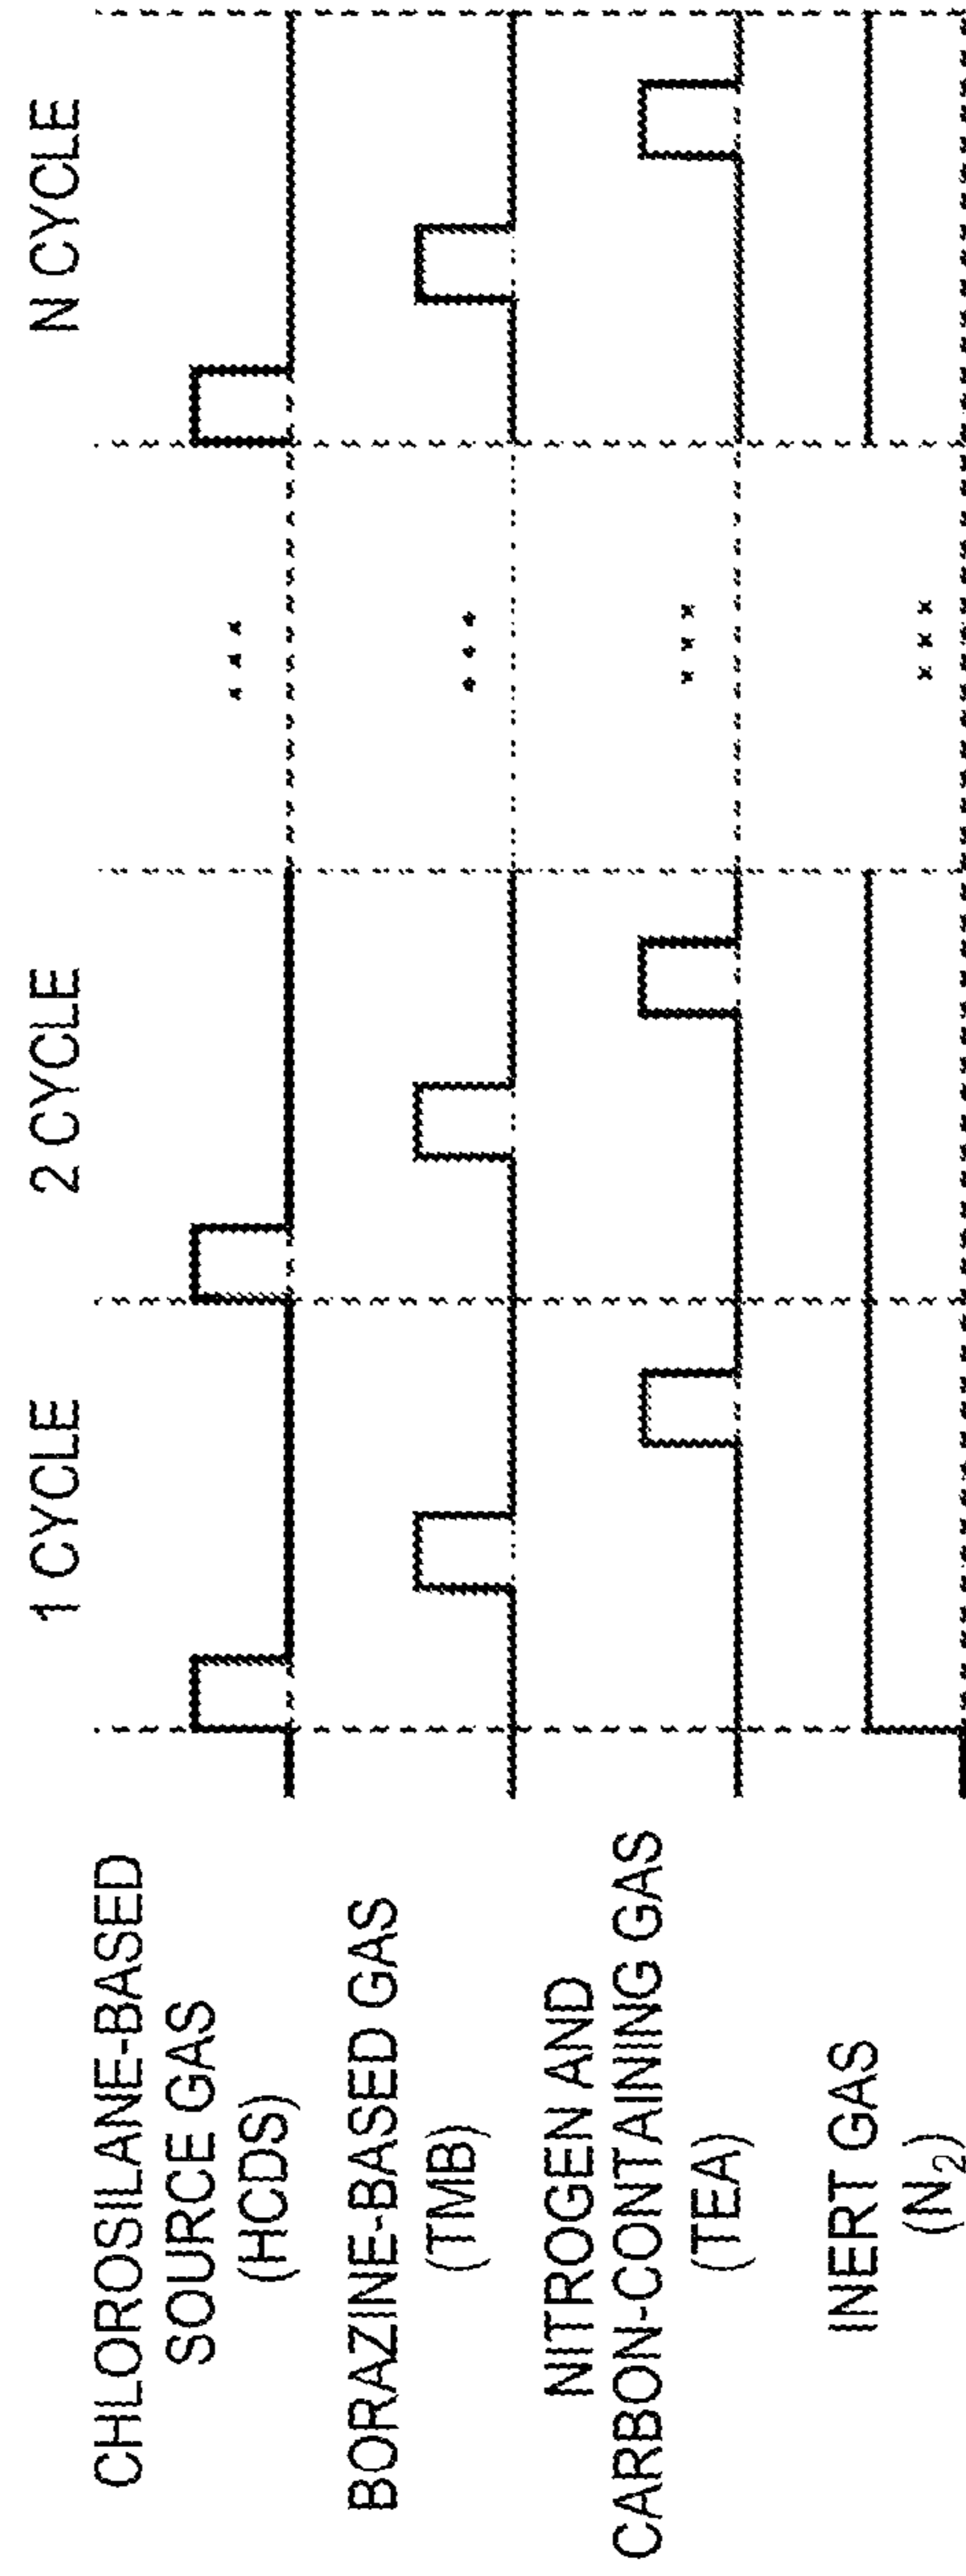 1 CYCLE
2 CYCLE
N CYCLE
CHLOROSILANE-BASED
SOURCE GAS
(HCDS)
BORAZINE-BASED GAS
(TMB)
NITROGEN AND
CARBON-CONTAINING GAS
(TEA)
INERT GAS
(N₂)